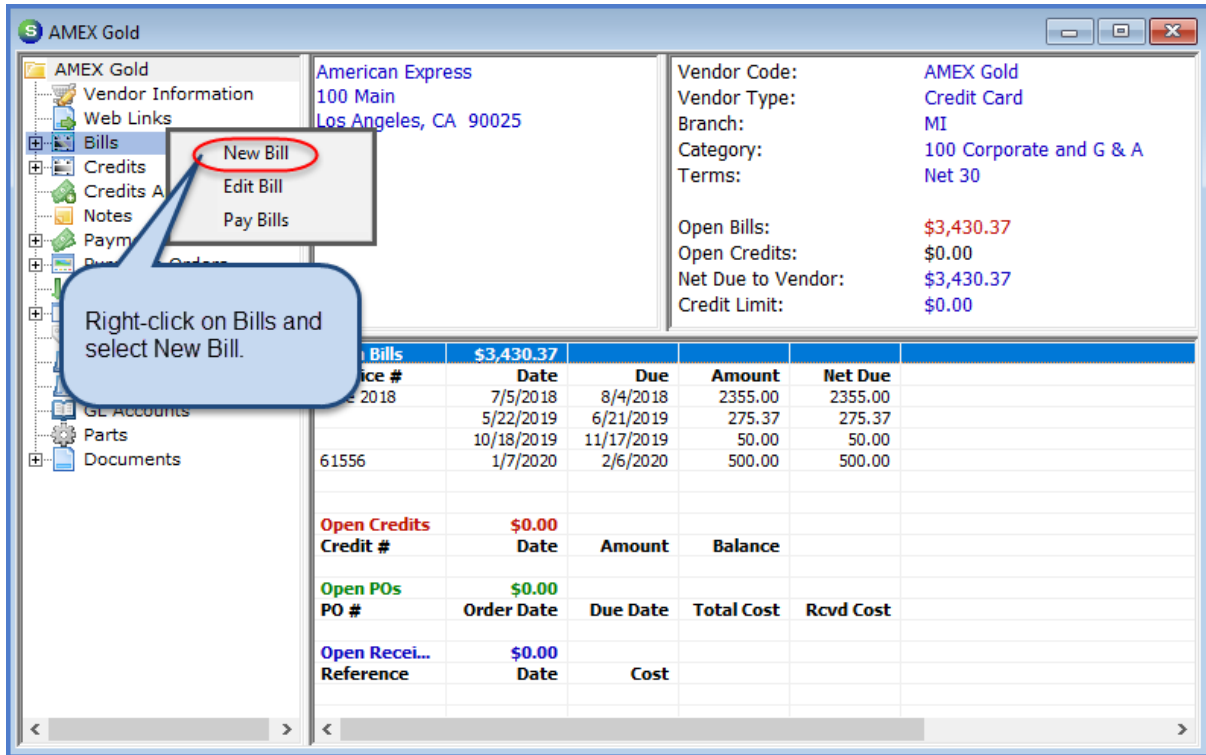 AMEX Gold
AMEX Gold
Vendor Information
Web Links
Bills
Credits
Credits A
Notes
Paym
Orders
GL Accounts
Parts
Documents
New Bill
Edit Bill
Pay Bills
Right-click on Bills and
select New Bill.
American Express
100 Main
Los Angeles, CA 90025
Vendor Code: AMEX Gold
Vendor Type: Credit Card
Branch: MI
Category: 100 Corporate and G & A
Terms: Net 30
Open Bills: $3,430.37
Open Credits: $0.00
Net Due to Vendor: $3,430.37
Credit Limit: $0.00
Bills $3,430.37
ice # Date Due Amount Net Due
2018 7/5/2018 8/4/2018 2355.00 2355.00
5/22/2019 6/21/2019 275.37 275.37
10/18/2019 11/17/2019 50.00 50.00
61556 1/7/2020 2/6/2020 500.00 500.00
Open Credits $0.00
Credit # Date Amount Balance
Open POs $0.00
PO # Order Date Due Date Total Cost Rcvd Cost
Open Recei... $0.00
Reference Date Cost